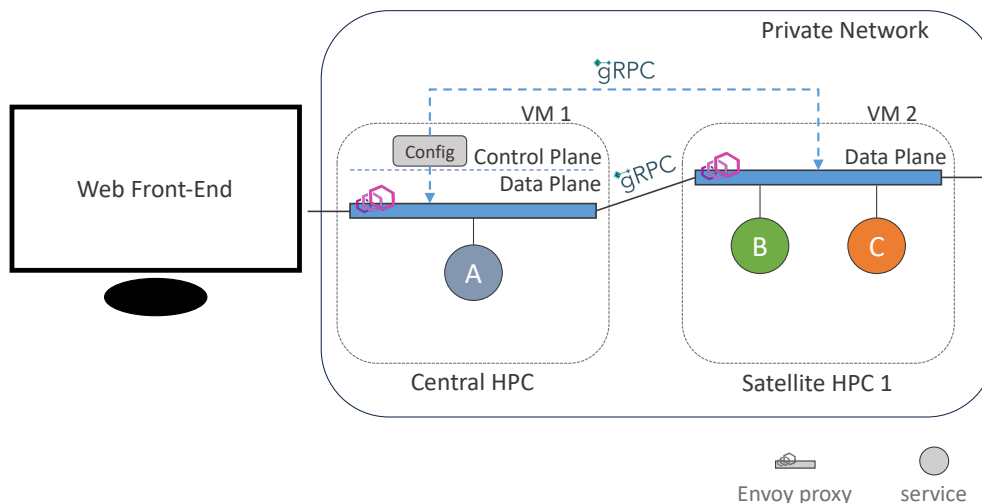 Private Network
gRPC
VM 1
VM 2
Config
Control Plane
Data Plane
Data Plane
gRPC
Web Front-End
A
B
C
Central HPC
Satellite HPC 1
Envoy proxy
service